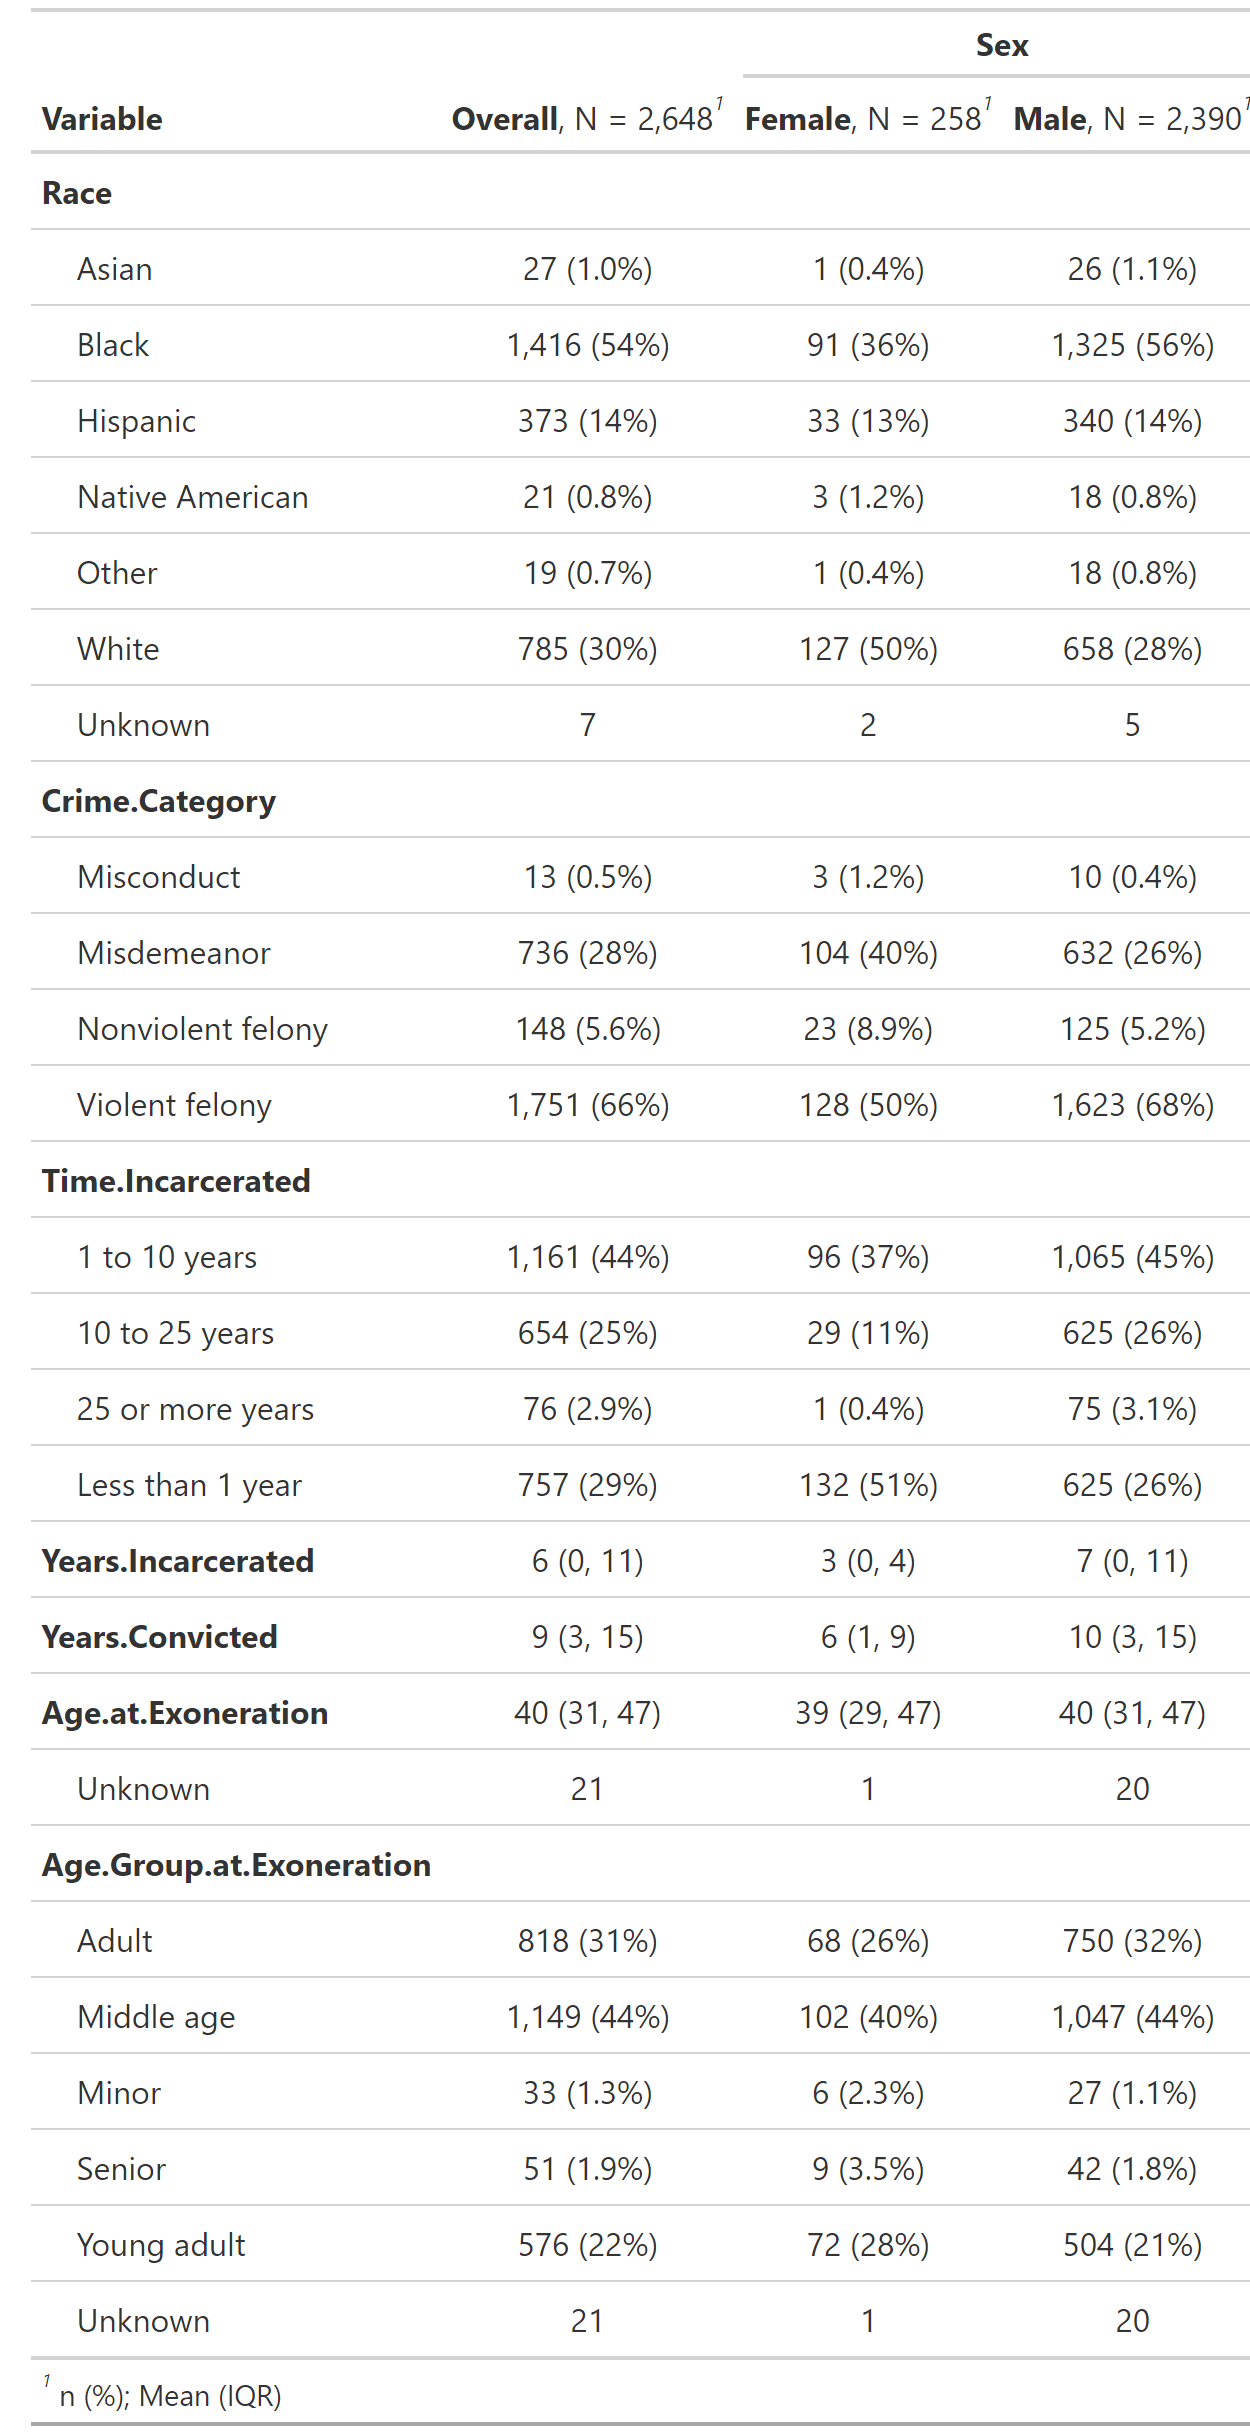 Sex
Variable Overall, N = 2,648¹ Female, N = 258¹ Male, N = 2,390¹
Race
Asian 27 (1.0%) 1 (0.4%) 26 (1.1%)
Black 1,416 (54%) 91 (36%) 1,325 (56%)
Hispanic 373 (14%) 33 (13%) 340 (14%)
Native American 21 (0.8%) 3 (1.2%) 18 (0.8%)
Other 19 (0.7%) 1 (0.4%) 18 (0.8%)
White 785 (30%) 127 (50%) 658 (28%)
Unknown 7 2 5
Crime.Category
Misconduct 13 (0.5%) 3 (1.2%) 10 (0.4%)
Misdemeanor 736 (28%) 104 (40%) 632 (26%)
Nonviolent felony 148 (5.6%) 23 (8.9%) 125 (5.2%)
Violent felony 1,751 (66%) 128 (50%) 1,623 (68%)
Time.Incarcerated
1 to 10 years 1,161 (44%) 96 (37%) 1,065 (45%)
10 to 25 years 654 (25%) 29 (11%) 625 (26%)
25 or more years 76 (2.9%) 1 (0.4%) 75 (3.1%)
Less than 1 year 757 (29%) 132 (51%) 625 (26%)
Years.Incarcerated 6 (0, 11) 3 (0, 4) 7 (0, 11)
Years.Convicted 9 (3, 15) 6 (1, 9) 10 (3, 15)
Age.at.Exoneration 40 (31, 47) 39 (29, 47) 40 (31, 47)
Unknown 21 1 20
Age.Group.at.Exoneration
Adult 818 (31%) 68 (26%) 750 (32%)
Middle age 1,149 (44%) 102 (40%) 1,047 (44%)
Minor 33 (1.3%) 6 (2.3%) 27 (1.1%)
Senior 51 (1.9%) 9 (3.5%) 42 (1.8%)
Young adult 576 (22%) 72 (28%) 504 (21%)
Unknown 21 1 20
¹ n (%); Mean (IQR)